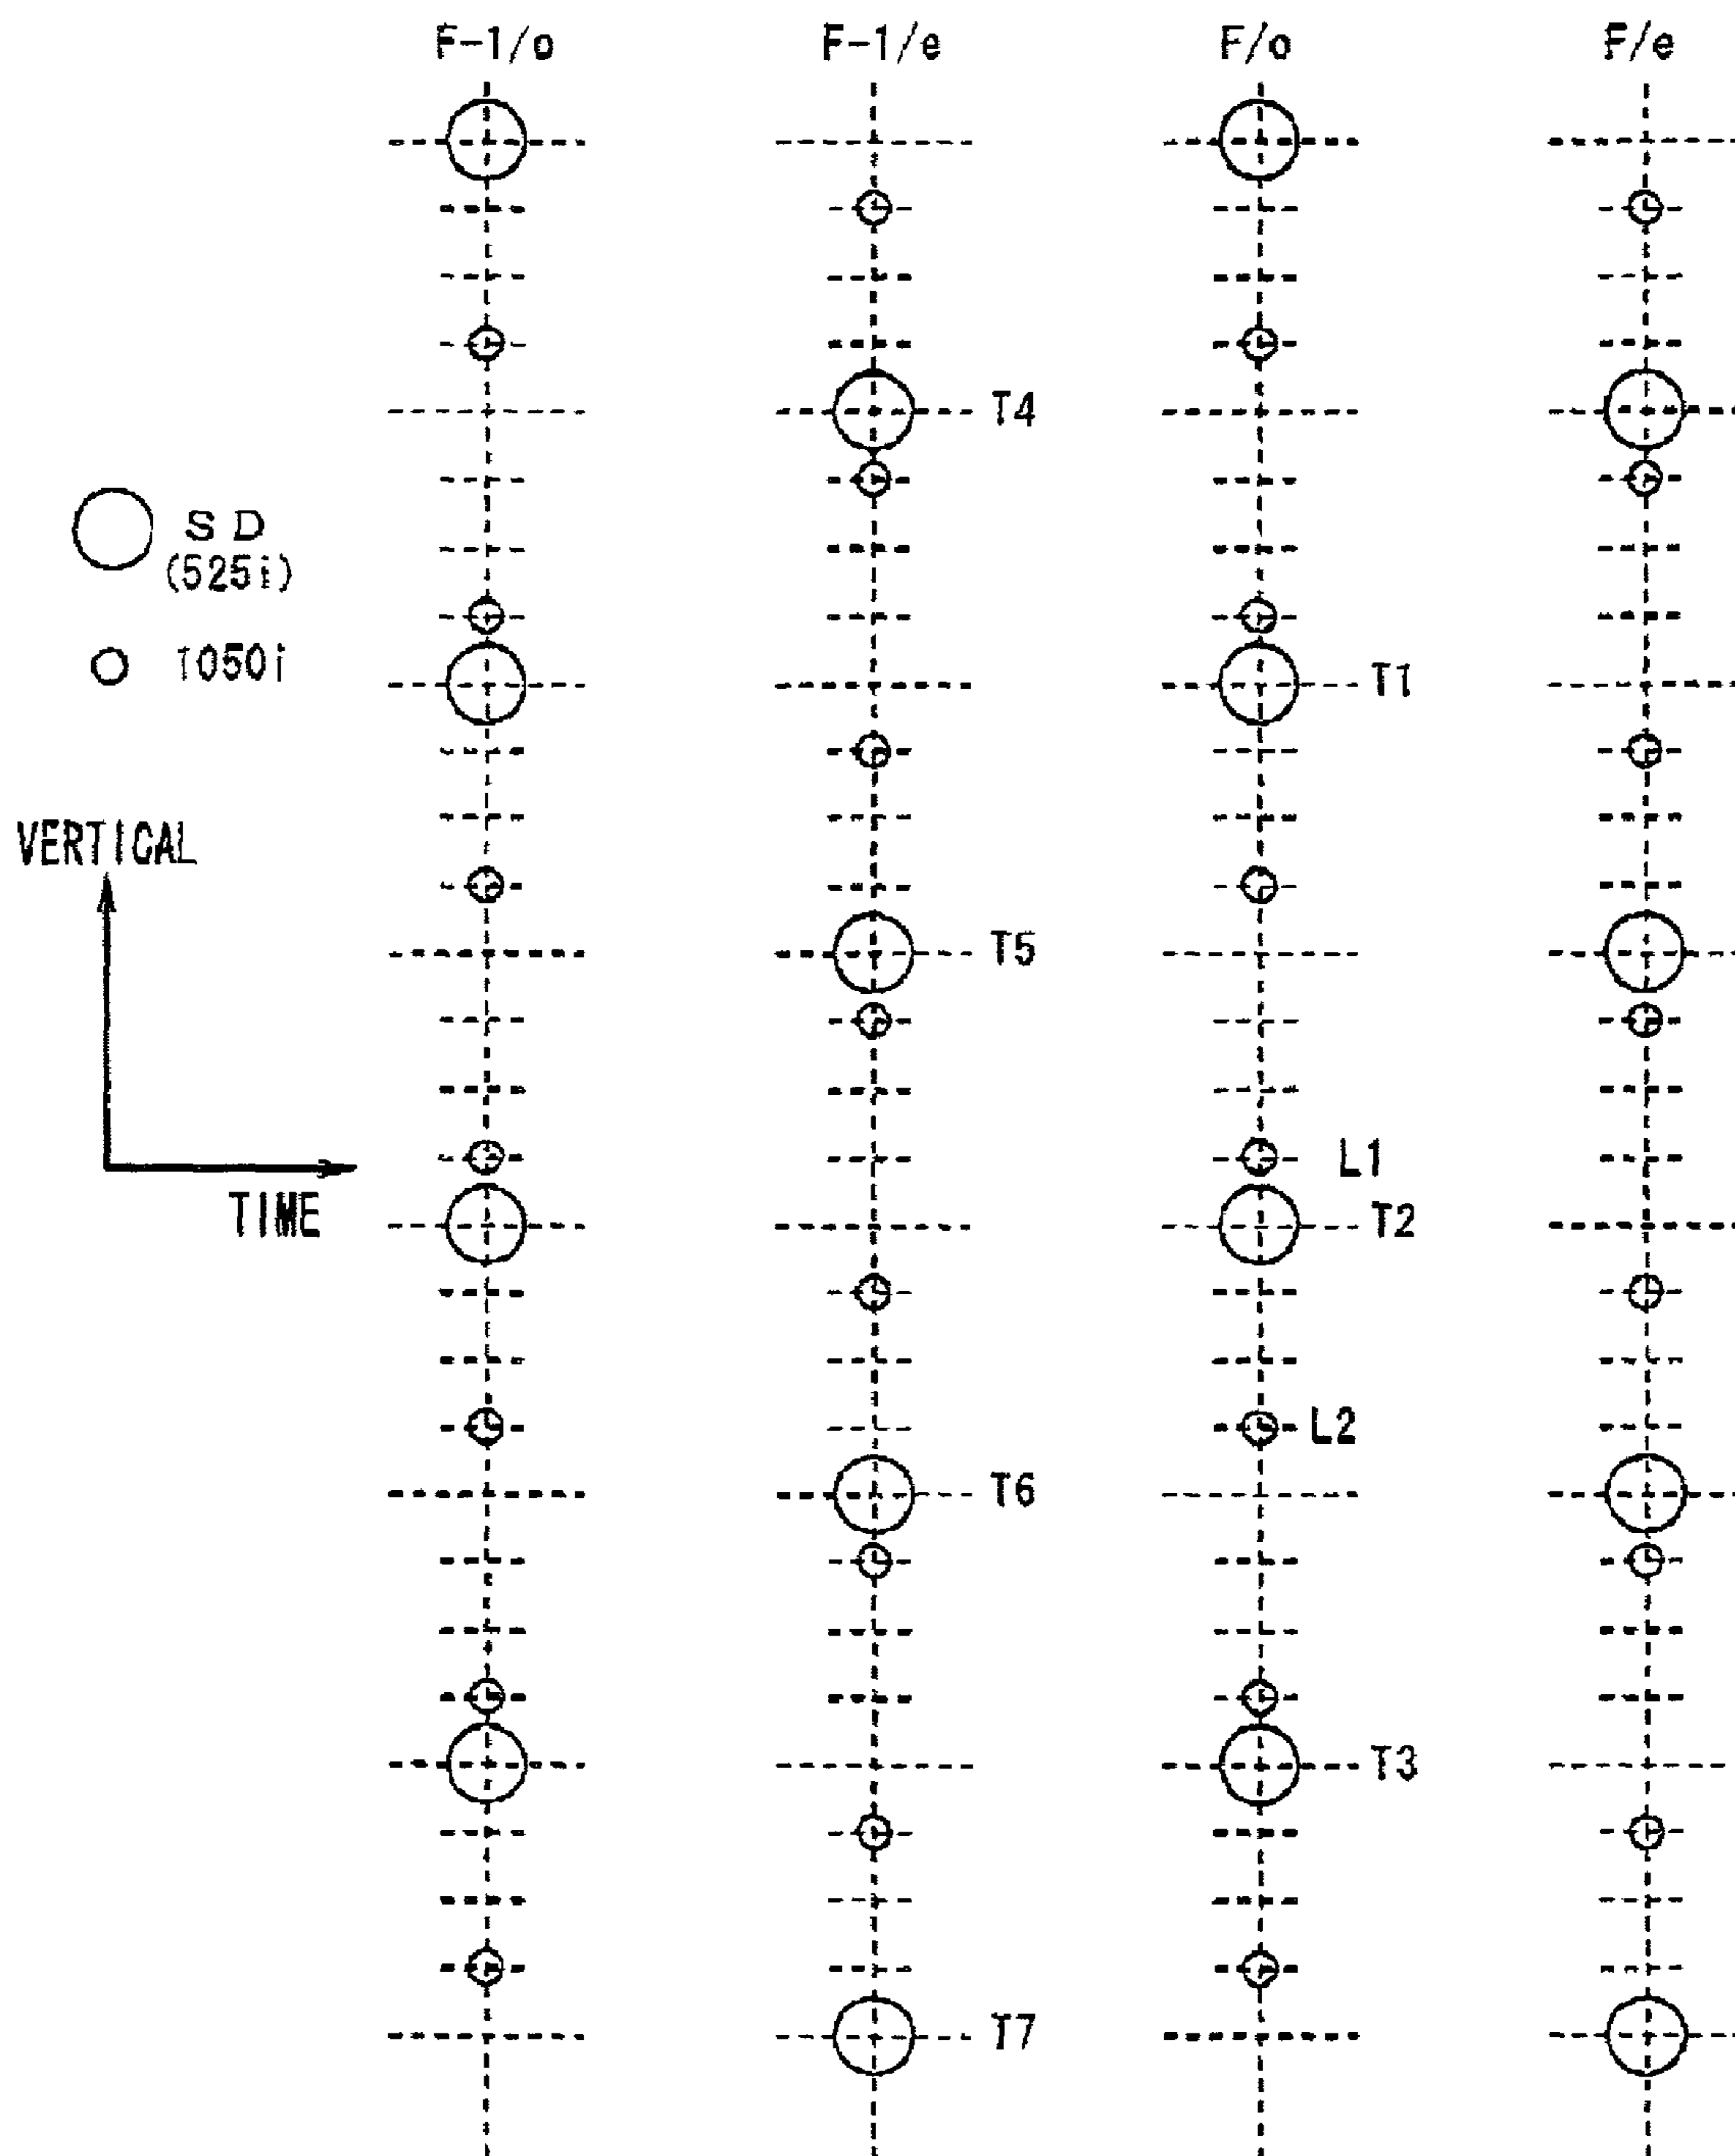 F-1/o F-1/e F/o F/e
T4
SD
(525i)
1050i
T1
VERTICAL
T5
L1
TIME
T2
L2
T6
T3
T7